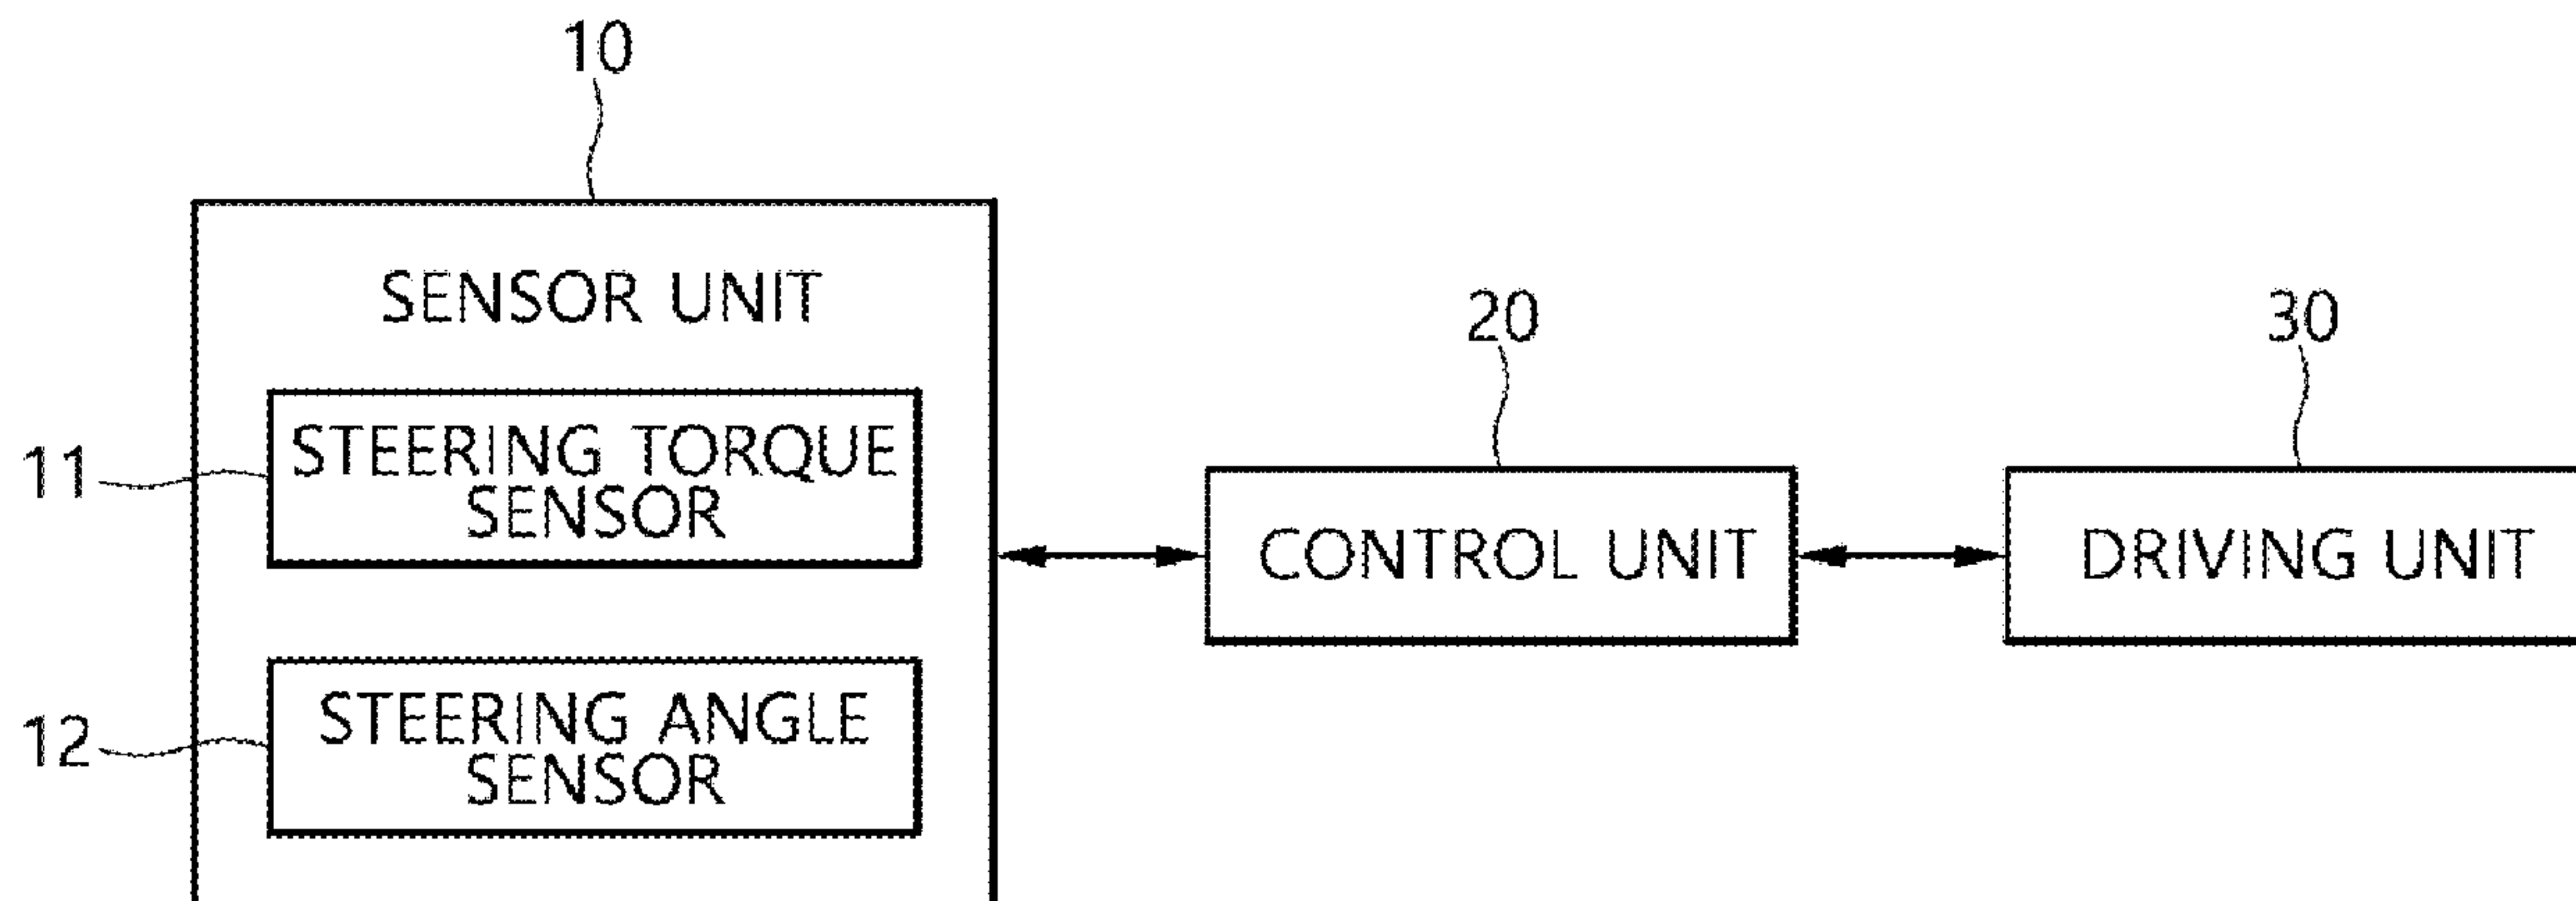 10
SENSOR UNIT
20
30
11
STEERING TORQUE
SENSOR
CONTROL UNIT
DRIVING UNIT
12
STEERING ANGLE
SENSOR